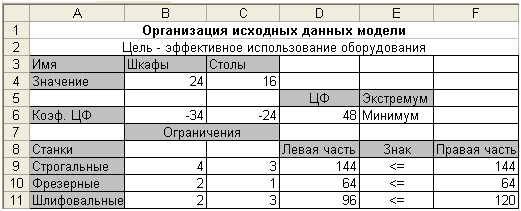 A B C D E F
1 Организация исходных данных модели
2 Цель - эффективное использование оборудования
3 Имя Шкафы Столы
4 Значение 24 16
5 ЦФ Экстремум
6 Коэф. ЦФ -34 -24 48 Минимум
7 Ограничения
8 Станки Левая часть Знак Правая часть
9 Строгальные 4 3 144 <= 144
10 Фрезерные 2 1 64 <= 64
11 Шлифовальные 2 3 96 <= 120